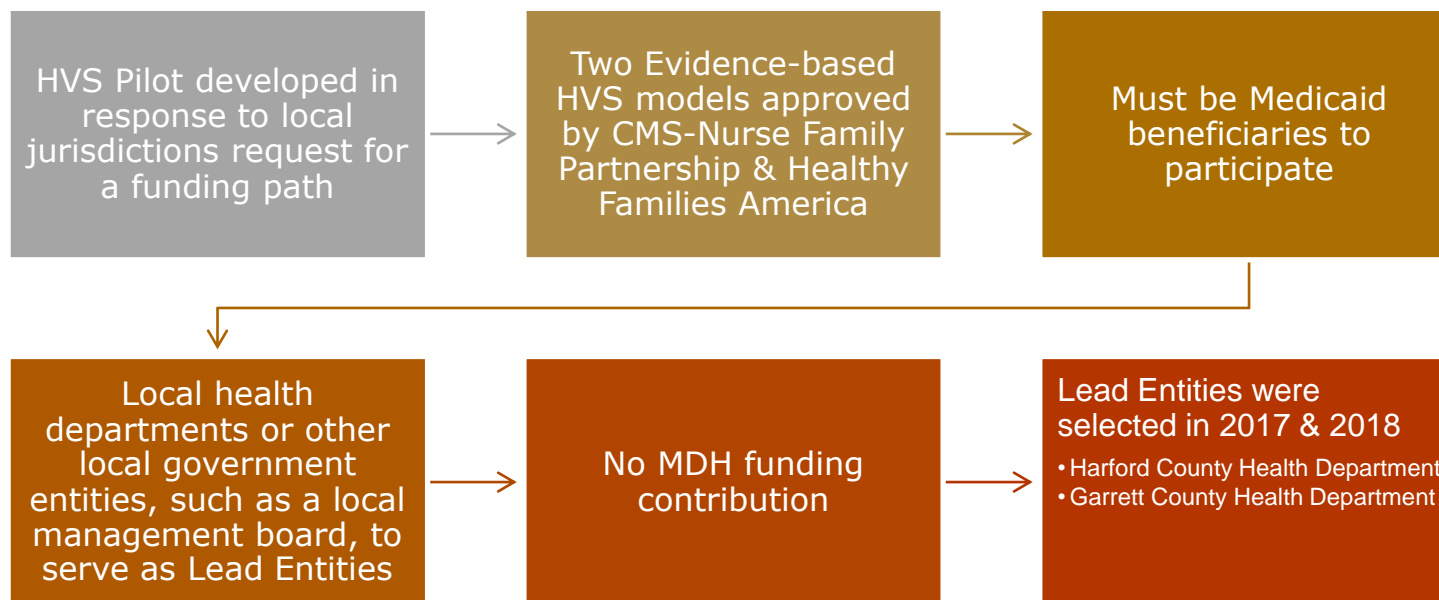 HVS Pilot developed in
response to local
jurisdictions request for
a funding path
Two Evidence-based
HVS models approved
by CMS-Nurse Family
Partnership & Healthy
Families America
Must be Medicaid
beneficiaries to
participate
Local health
departments or other
local government
entities, such as a local
management board, to
serve as Lead Entities
No MDH funding
contribution
Lead Entities were
selected in 2017 & 2018
• Harford County Health Department
• Garrett County Health Department